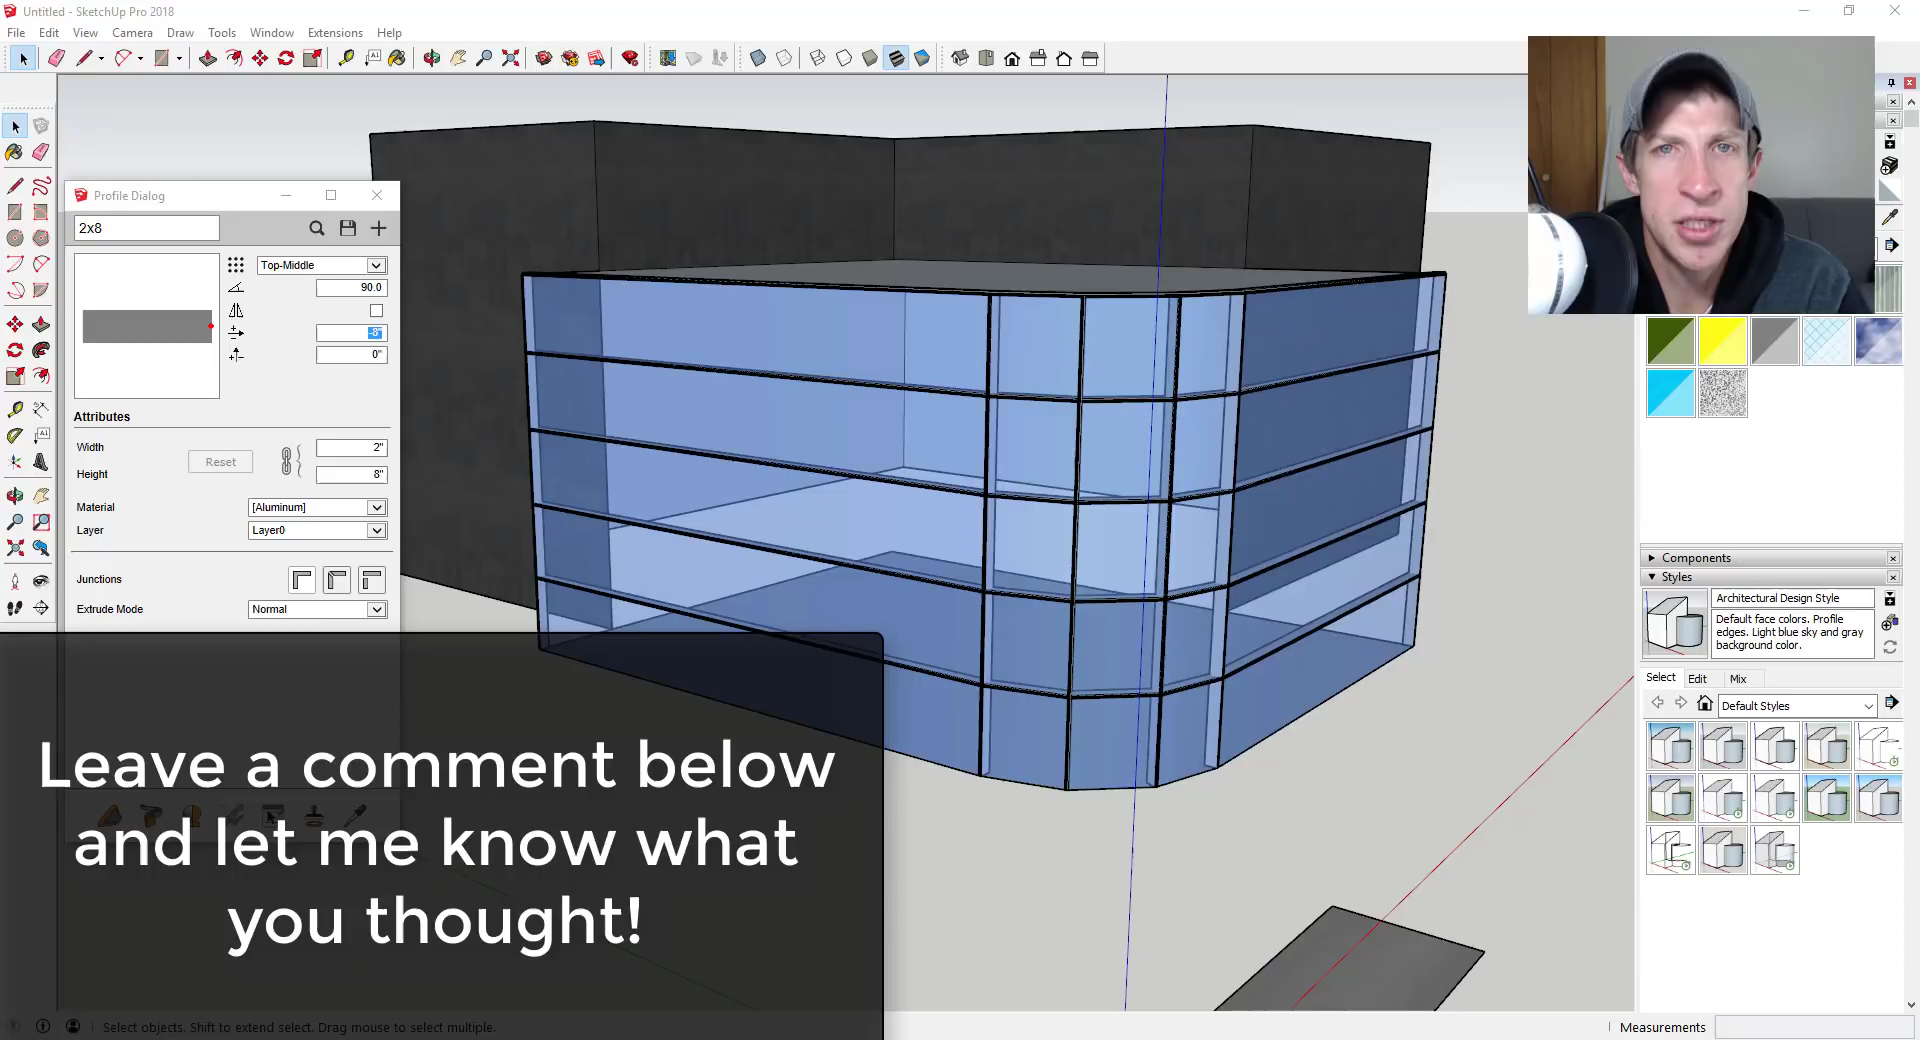 Untitled - SketchUp Pro 2018
File Edit View Camera Draw Tools Window Extensions Help
Profile Dialog
2x8
Top-Middle
90.0
-8"
0"
Attributes
Width 2"
Reset
Height 8"
Material [Aluminum]
Layer Layer0
Junctions
Extrude Mode Normal
Leave a comment below
and let me know what
you thought!
Components
Styles
Architectural Design Style
Default face colors. Profile
edges. Light blue sky and gray
background color.
Select Edit Mix
Default Styles
Select objects. Shift to extend select. Drag mouse to select multiple.
Measurements